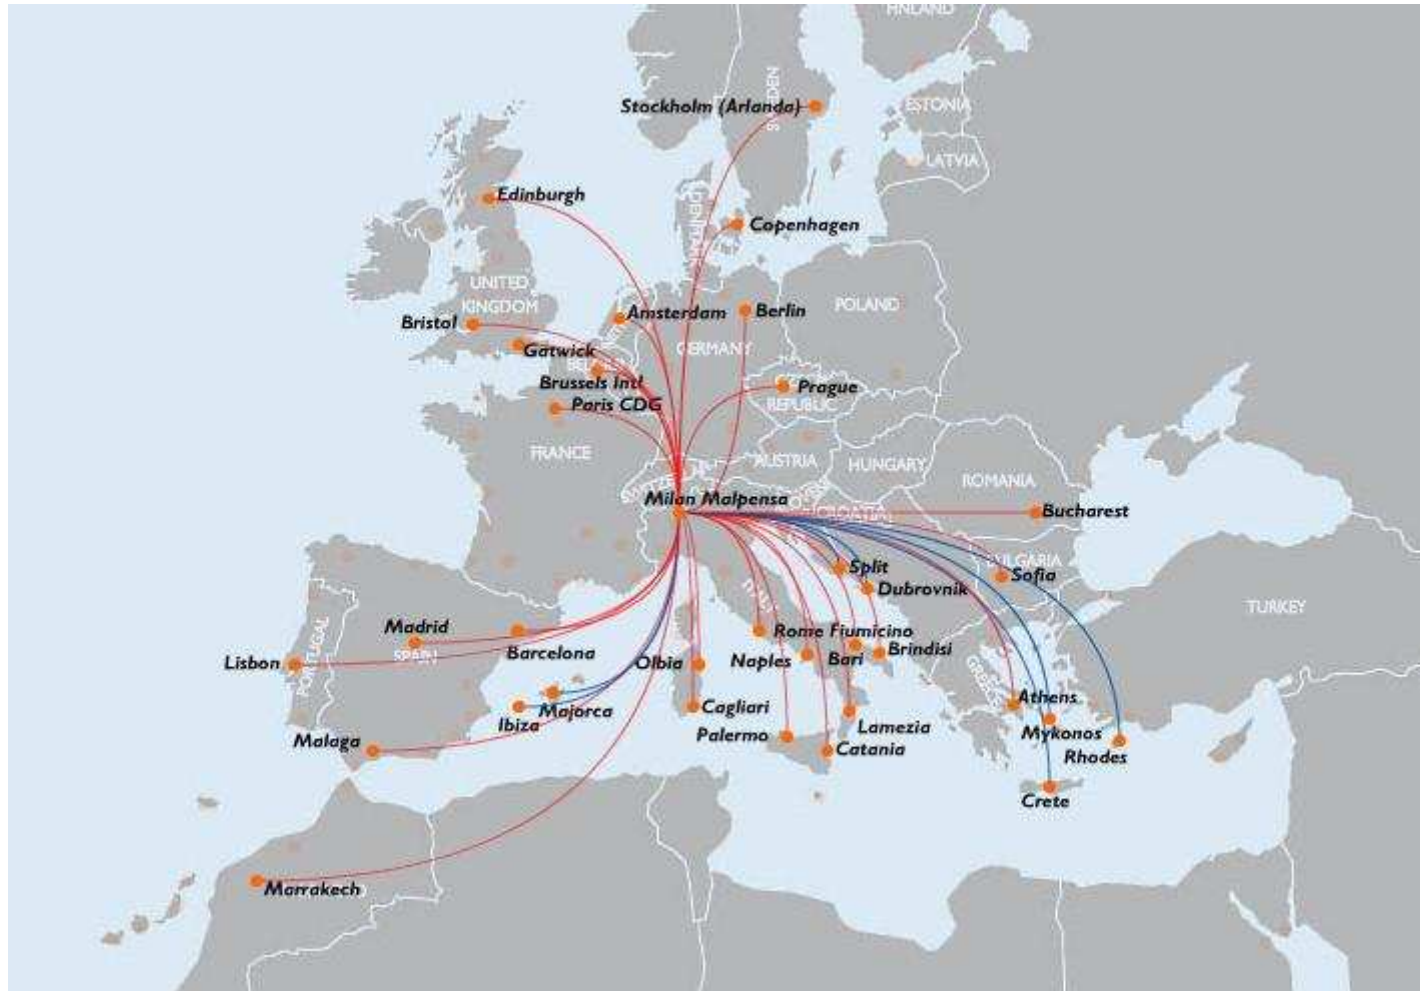 FINLAND
SWEDEN
Stockholm (Arlanda)
ESTONIA
LATVIA
Edinburgh
DENMARK
Copenhagen
UNITED
KINGDOM
POLAND
Bristol
Amsterdam
Berlin
Gatwick
GERMANY
Brussels Intl
Prague
REPUBLIC
Paris CDG
FRANCE
AUSTRIA
HUNGARY
ROMANIA
Milan Malpensa
CROATIA
Bucharest
Split
BULGARIA
Sofia
Dubrovnik
ITALY
TURKEY
Madrid
SPAIN
Barcelona
Rome Fiumicino
Lisbon
PORTUGAL
Olbia
Naples
Bari
Brindisi
GREECE
Ibiza
Majorca
Cagliari
Athens
Malaga
Palermo
Lamezia
Catania
Mykonos
Rhodes
Crete
Marrakech